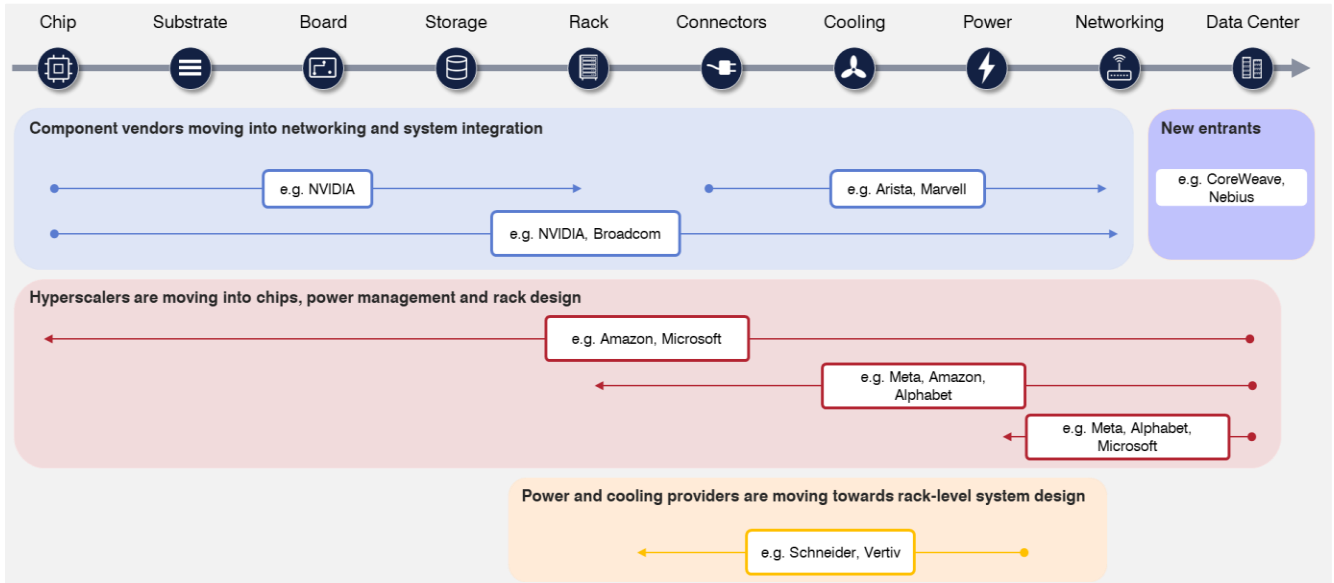 Chip Substrate Board Storage Rack Connectors Cooling Power Networking Data Center
Component vendors moving into networking and system integration
New entrants
e.g. NVIDIA
e.g. Arista, Marvell
e.g. CoreWeave,
Nebius
e.g. NVIDIA, Broadcom
Hyperscalers are moving into chips, power management and rack design
e.g. Amazon, Microsoft
e.g. Meta, Amazon,
Alphabet
e.g. Meta, Alphabet,
Microsoft
Power and cooling providers are moving towards rack-level system design
e.g. Schneider, Vertiv